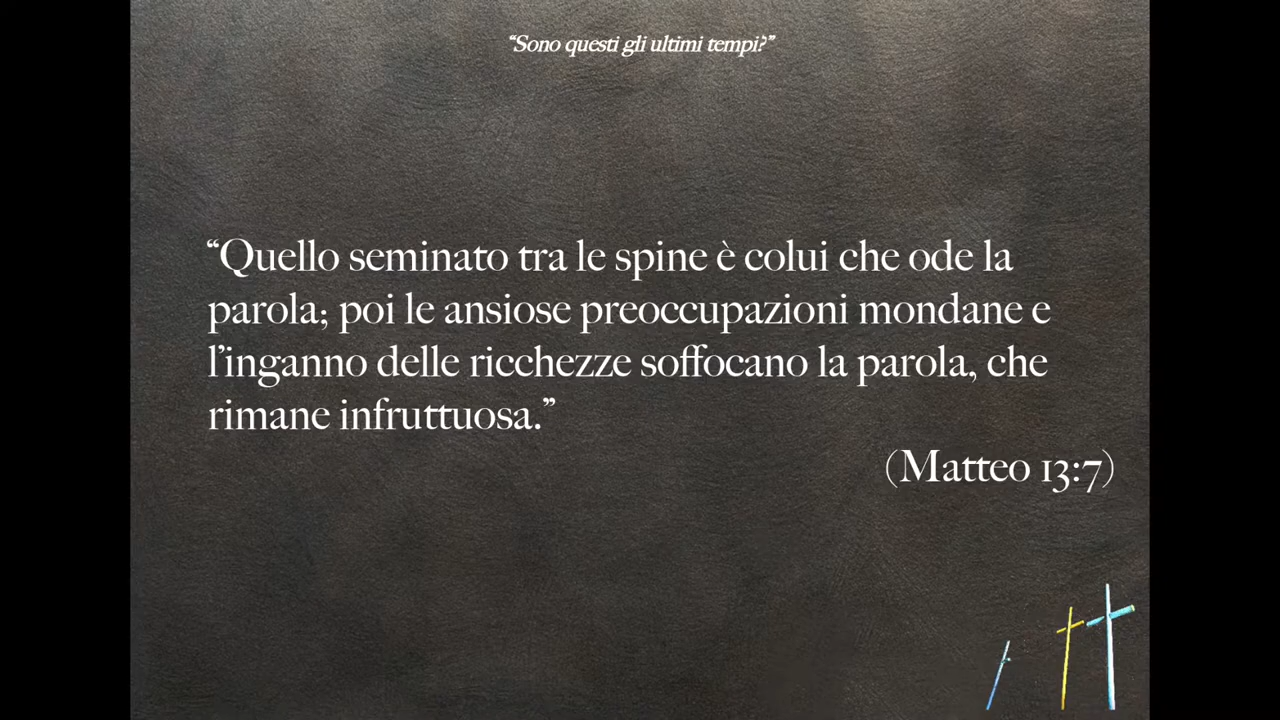 “Sono questi gli ultimi tempi?”
“Quello seminato tra le spine è colui che ode la
parola; poi le ansiose preoccupazioni mondane e
l’inganno delle ricchezze soffocano la parola, che
rimane infruttuosa.”
(Matteo 13:7)